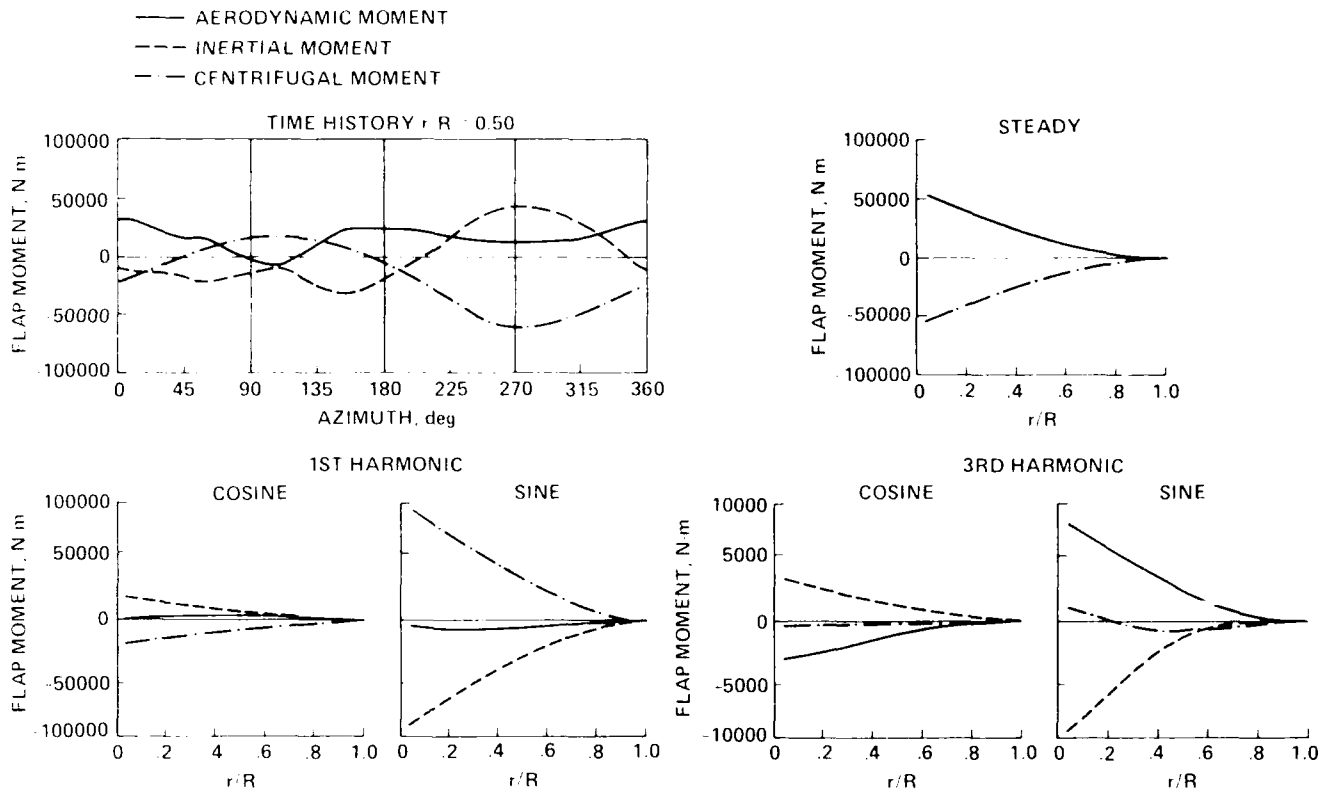 AERODYNAMIC MOMENT
INERTIAL MOMENT
CENTRIFUGAL MOMENT
TIME HISTORY r R 0.50
FLAP MOMENT, N m
100000
50000
0
-50000
-100000
0 45 90 135 180 225 270 315 360
AZIMUTH, deg
STEADY
FLAP MOMENT, N m
100000
50000
0
-50000
-100000
0 .2 .4 .6 .8 1.0
r/R
1ST HARMONIC
COSINE SINE
FLAP MOMENT, N m
100000
50000
0
-50000
-100000
0 .2 .4 .6 .8 1.0
r/R
0 .2 .4 .6 .8 1.0
r/R
3RD HARMONIC
COSINE SINE
FLAP MOMENT, N·m
10000
5000
0
-5000
-10000
0 .2 .4 .6 .8 1.0
r/R
0 .2 .4 .6 .8 1.0
r/R